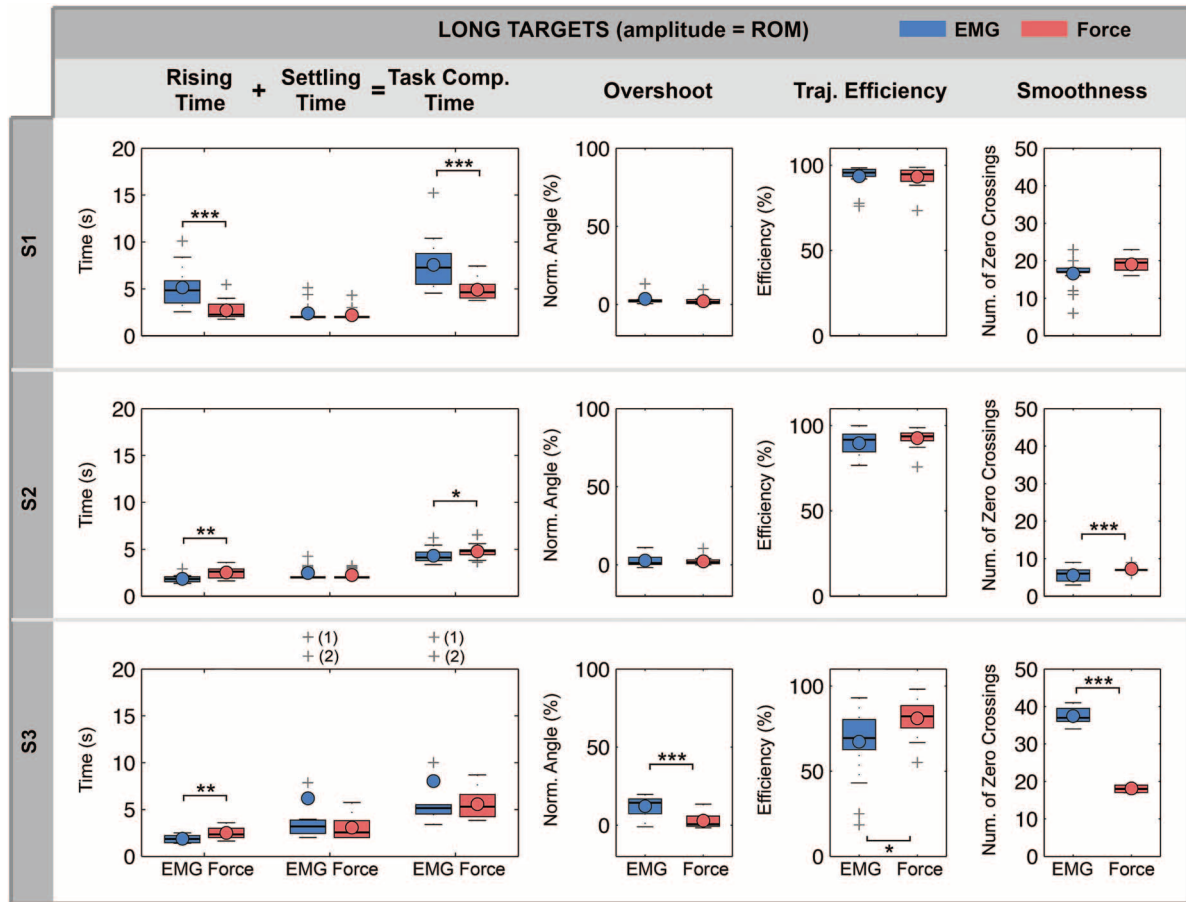 LONG TARGETS (amplitude = ROM)
EMG
Force
Rising Time + Settling Time = Task Comp. Time
Overshoot
Traj. Efficiency
Smoothness
S1
Time (s)
20
15
10
5
0
***
***
Norm. Angle (%)
100
50
0
Efficiency (%)
100
50
0
Num. of Zero Crossings
50
40
30
20
10
0
S2
Time (s)
20
15
10
5
0
**
*
Norm. Angle (%)
100
50
0
Efficiency (%)
100
50
0
Num. of Zero Crossings
50
40
30
20
10
0
***
S3
Time (s)
20
15
10
5
0
**
+ (1)
+ (2)
+ (1)
+ (2)
EMG Force
EMG Force
EMG Force
Norm. Angle (%)
100
50
0
***
EMG Force
Efficiency (%)
100
50
0
*
EMG Force
Num. of Zero Crossings
50
40
30
20
10
0
***
EMG Force